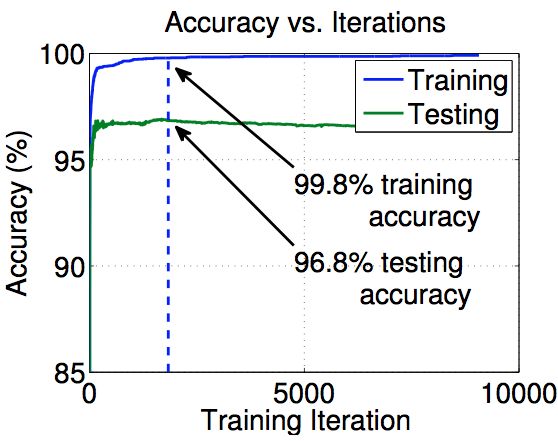 Accuracy vs. Iterations
100
Training
Testing
95
99.8% training
accuracy
Accuracy (%)
96.8% testing
accuracy
90
85
0
5000
10000
Training Iteration